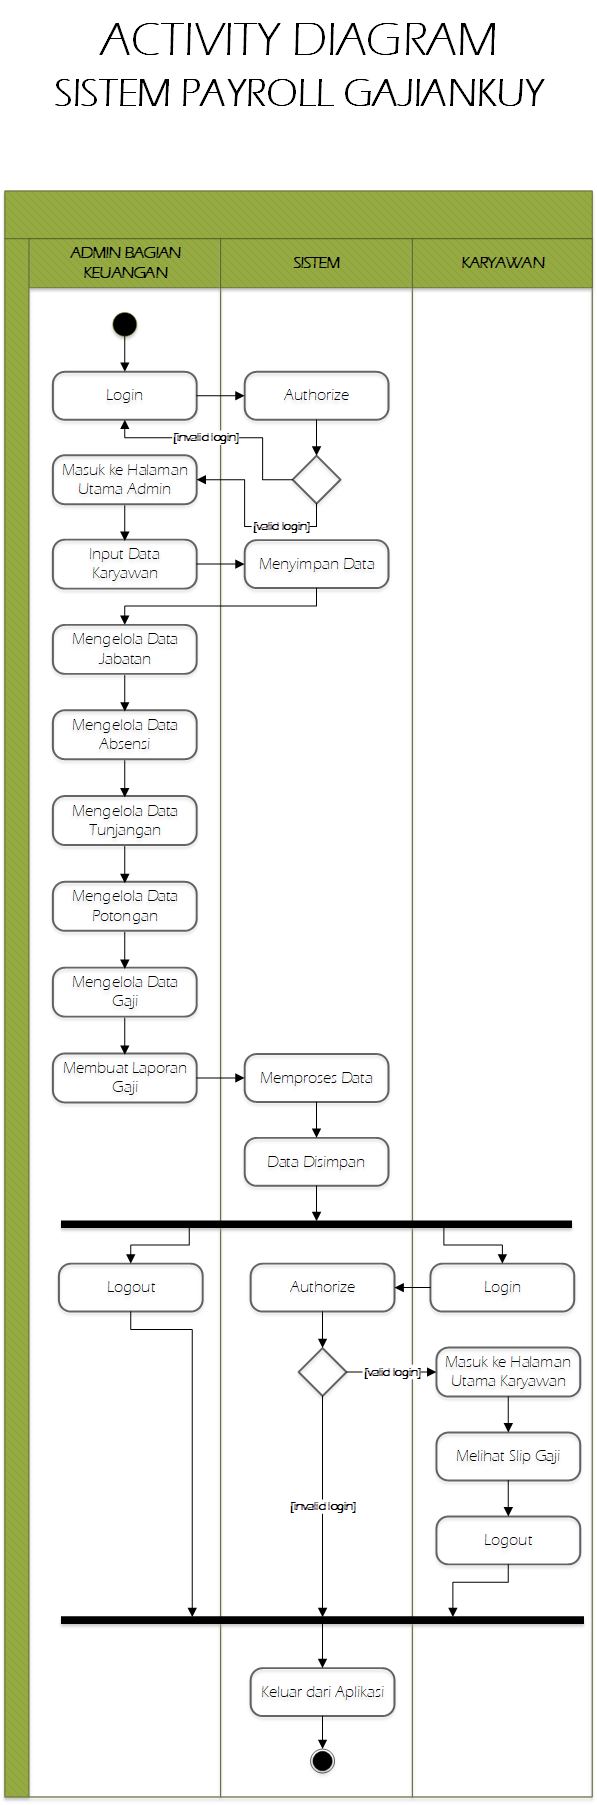 ACTIVITY DIAGRAM
SISTEM PAYROLL GAJIANKUY
ADMIN BAGIAN
KEUANGAN
SISTEM
KARYAWAN
Login
Authorize
[invalid login]
Masuk ke Halaman
Utama Admin
[valid login]
Input Data
Karyawan
Menyimpan Data
Mengelola Data
Jabatan
Mengelola Data
Absensi
Mengelola Data
Tunjangan
Mengelola Data
Potongan
Mengelola Data
Gaji
Membuat Laporan
Gaji
Memproses Data
Data Disimpan
Logout
Authorize
Login
[valid login]
Masuk ke Halaman
Utama Karyawan
Melihat Slip Gaji
[invalid login]
Logout
Keluar dari Aplikasi